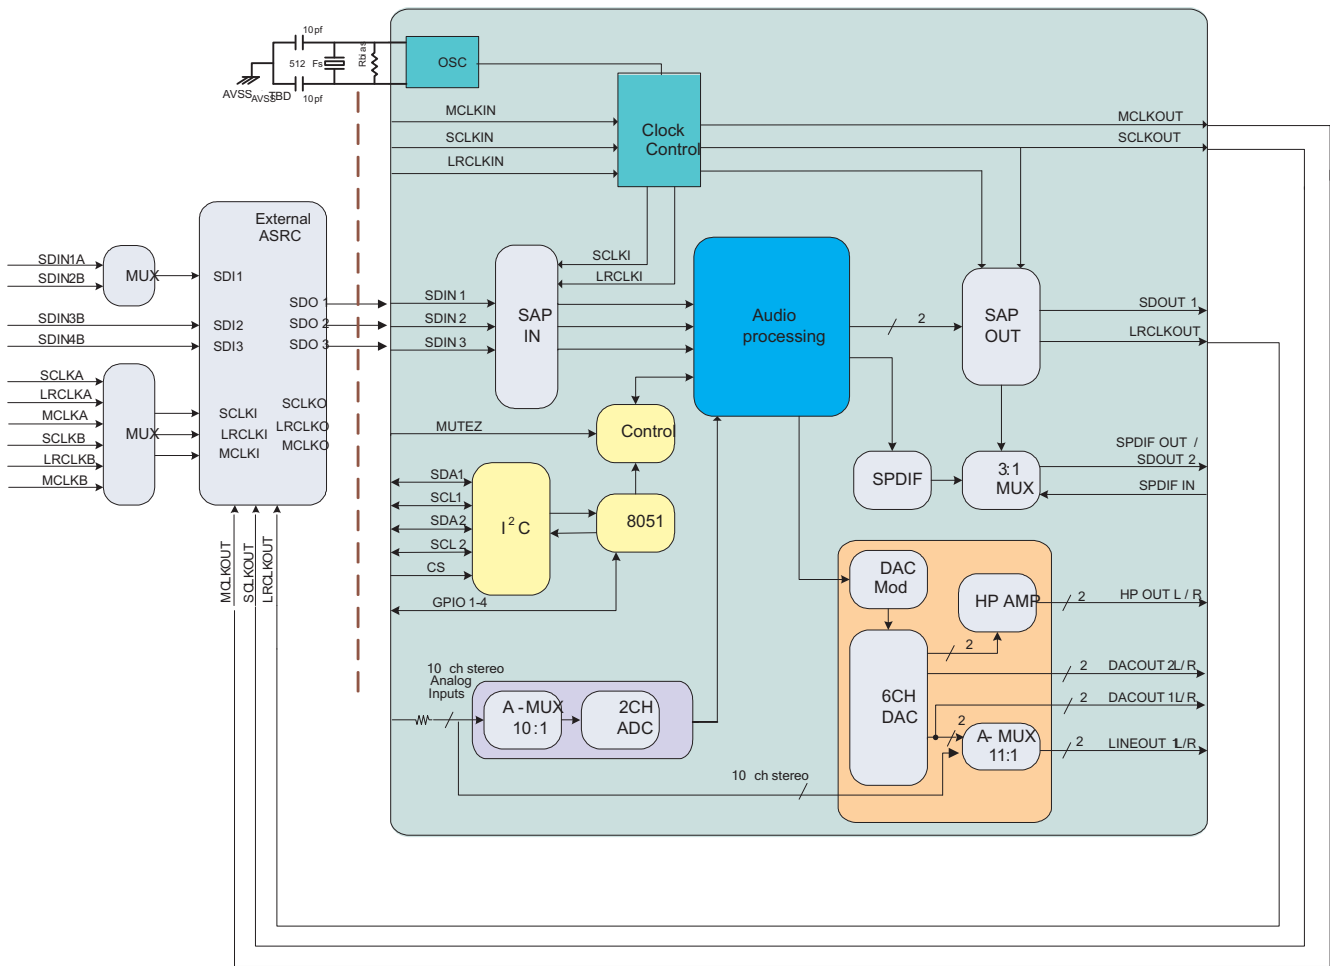 10pf
512 Fs
Rbias
AVSS
AVSS
TBD
10pf
OSC
MCLKIN
SCLKIN
LRCLKIN
Clock
Control
MCLKOUT
SCLKOUT
External
ASRC
SDIN1A
SDIN2B
MUX
SDI1
SDIN3B
SDIN4B
SDI2
SDI3
SDO 1
SDO 2
SDO 3
SCLKA
LRCLKA
MCLKA
SCLKB
LRCLKB
MCLKB
MUX
SCLKI
LRCLKI
MCLKI
SCLKO
LRCLKO
MCLKO
MCLKOUT
SCLKOUT
LRCLKOUT
SDIN 1
SDIN 2
SDIN 3
SAP
IN
SCLKI
LRCLKI
Audio
processing
2
SAP
OUT
SDOUT 1
LRCLKOUT
MUTEZ
Control
SDA1
SCL1
SDA2
SCL 2
CS
GPIO 1-4
I2C
8051
SPDIF
3:1
MUX
SPDIF OUT /
SDOUT 2
SPDIF IN
DAC
Mod
HP AMP
2
HP OUT L / R
6CH
DAC
2
2
DACOUT 2L/ R
2
DACOUT 1L/ R
2
A- MUX
11:1
2
LINEOUT 1L/R
10 ch stereo
Analog
Inputs
A -MUX
10:1
2CH
ADC
10 ch stereo